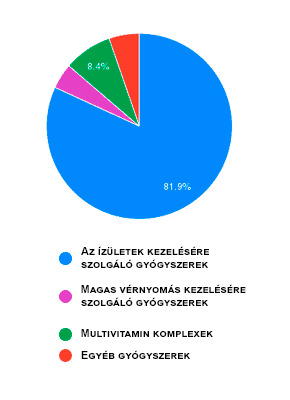 8.4%
81.9%
Az ízületek kezelésére
szolgáló gyógyszerek
Magas vérnyomás kezelésére
szolgáló gyógyszerek
Multivitamin komplexek
Egyéb gyógyszerek